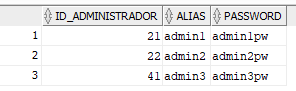 ID_ADMINISTRADOR ALIAS PASSWORD
1 21 admin1 admin1pw
2 22 admin2 admin2pw
3 41 admin3 admin3pw